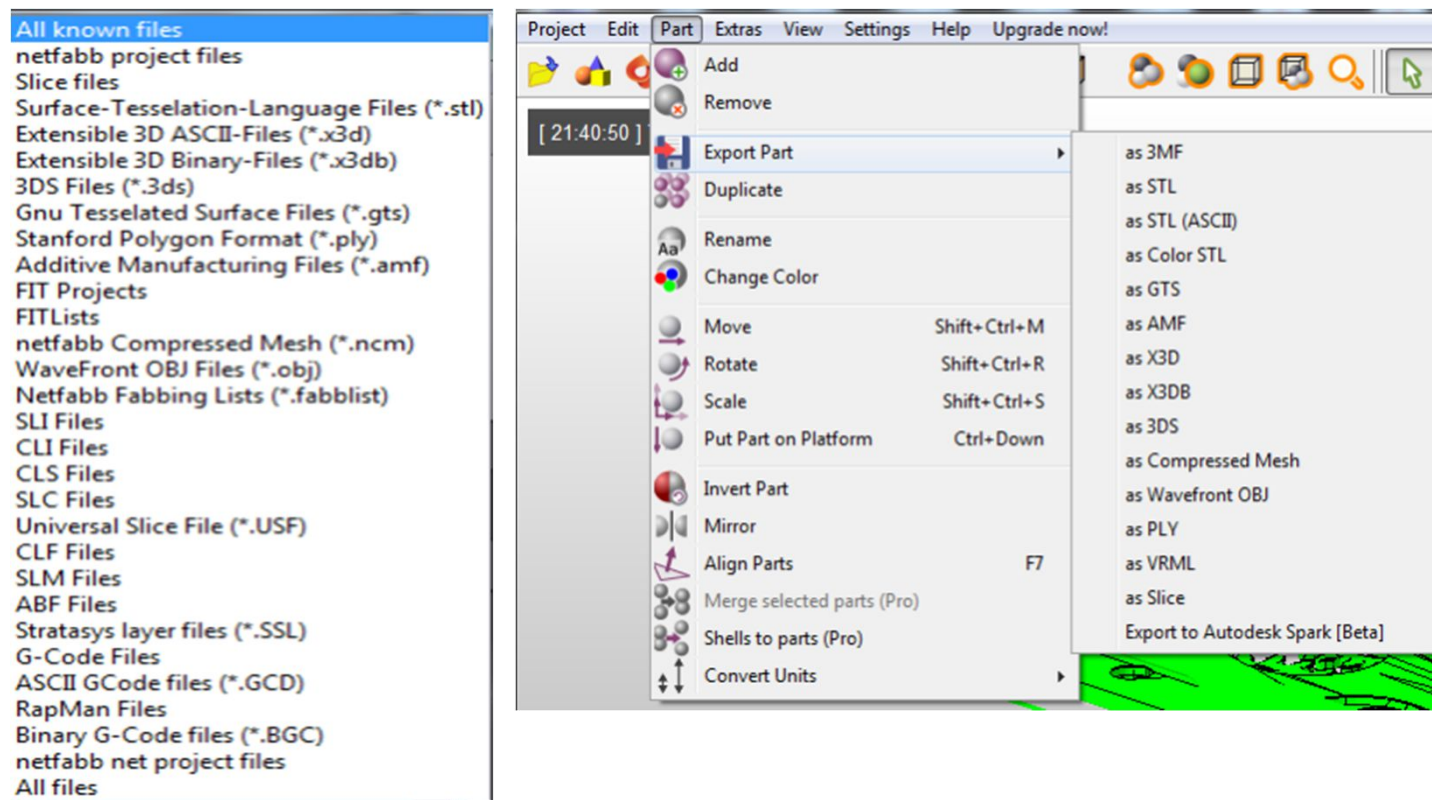 All known files
netfabb project files
Slice files
Surface-Tesselation-Language Files (*.stl)
Extensible 3D ASCII-Files (*.x3d)
Extensible 3D Binary-Files (*.x3db)
3DS Files (*.3ds)
Gnu Tesselated Surface Files (*.gts)
Stanford Polygon Format (*.ply)
Additive Manufacturing Files (*.amf)
FIT Projects
FITLists
netfabb Compressed Mesh (*.ncm)
WaveFront OBJ Files (*.obj)
Netfabb Fabbing Lists (*.fabblist)
SLI Files
CLI Files
CLS Files
SLC Files
Universal Slice File (*.USF)
CLF Files
SLM Files
ABF Files
Stratasys layer files (*.SSL)
G-Code Files
ASCII GCode files (*.GCD)
RapMan Files
Binary G-Code files (*.BGC)
netfabb net project files
All files
Project Edit Part Extras View Settings Help Upgrade now!
[ 21:40:50 ]
Add
Remove
Export Part
Duplicate
Aa Rename
Change Color
Move Shift+Ctrl+M
Rotate Shift+Ctrl+R
Scale Shift+Ctrl+S
Put Part on Platform Ctrl+Down
Invert Part
Mirror
Align Parts F7
Merge selected parts (Pro)
Shells to parts (Pro)
Convert Units
as 3MF
as STL
as STL (ASCII)
as Color STL
as GTS
as AMF
as X3D
as X3DB
as 3DS
as Compressed Mesh
as Wavefront OBJ
as PLY
as VRML
as Slice
Export to Autodesk Spark [Beta]